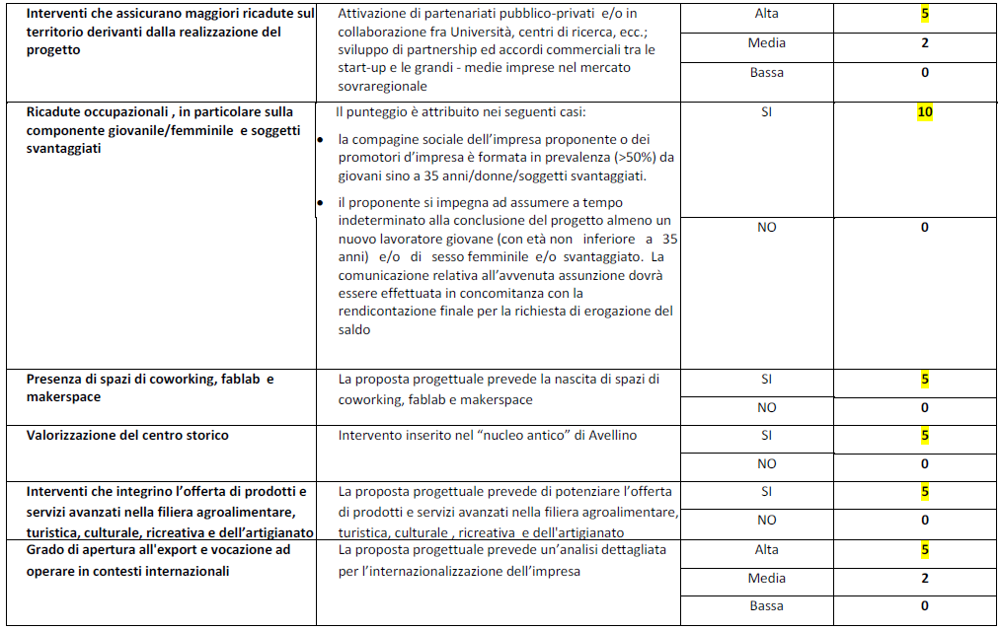 Interventi che assicurano maggiori ricadute sul
territorio derivanti dalla realizzazione del
progetto
Attivazione di partenariati pubblico-privati e/o in
collaborazione fra Università, centri di ricerca, ecc.;
sviluppo di partnership ed accordi commerciali tra le
start-up e le grandi - medie imprese nel mercato
sovraregionale
Alta
5
Media
2
Bassa
0
Ricadute occupazionali , in particolare sulla
componente giovanile/femminile e soggetti
svantaggiati
Il punteggio è attribuito nei seguenti casi:
• la compagine sociale dell’impresa proponente o dei
promotori d’impresa è formata in prevalenza (>50%) da
giovani sino a 35 anni/donne/soggetti svantaggiati.
• il proponente si impegna ad assumere a tempo
indeterminato alla conclusione del progetto almeno un
nuovo lavoratore giovane (con età non inferiore a 35
anni) e/o di sesso femminile e/o svantaggiato. La
comunicazione relativa all’avvenuta assunzione dovrà
essere effettuata in concomitanza con la
rendicontazione finale per la richiesta di erogazione del
saldo
SI
10
NO
0
Presenza di spazi di coworking, fablab e
makerspace
La proposta progettuale prevede la nascita di spazi di
coworking, fablab e makerspace
SI
5
NO
0
Valorizzazione del centro storico
Intervento inserito nel “nucleo antico” di Avellino
SI
5
NO
0
Interventi che integrino l’offerta di prodotti e
servizi avanzati nella filiera agroalimentare,
turistica, culturale, ricreativa e dell’artigianato
La proposta progettuale prevede di potenziare l’offerta
di prodotti e servizi avanzati nella filiera agroalimentare,
turistica, culturale , ricreativa e dell'artigianato
SI
5
NO
0
Grado di apertura all'export e vocazione ad
operare in contesti internazionali
La proposta progettuale prevede un’analisi dettagliata
per l’internazionalizzazione dell’impresa
Alta
5
Media
2
Bassa
0